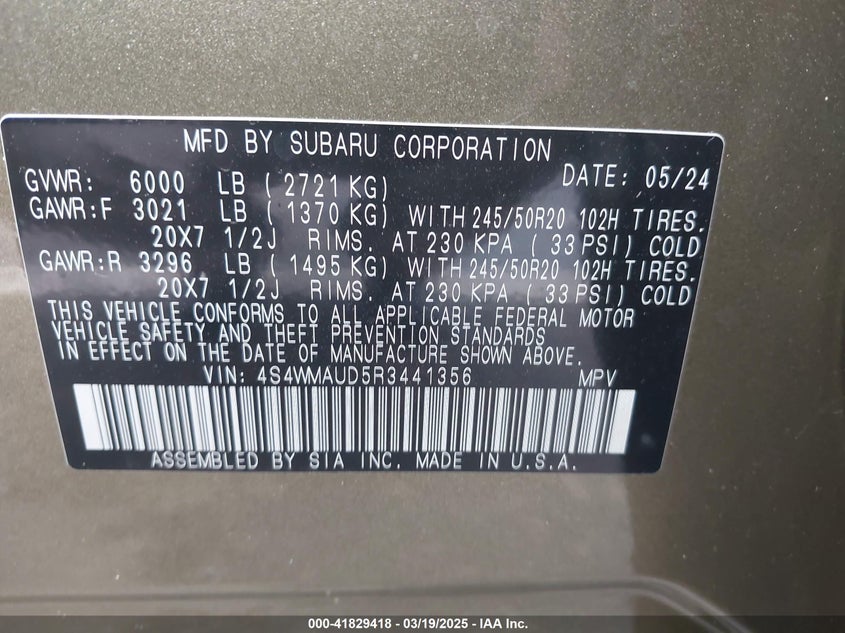 MFD BY SUBARU CORPORATION
GVWR: 6000 LB ( 2721 KG) DATE: 05/24
GAWR:F 3021 LB ( 1370 KG) WITH 245/50R20 102H TIRES.
20X7 1/2J RIMS. AT 230 KPA ( 33 PSI) COLD
GAWR:R 3296 LB ( 1495 KG) WITH 245/50R20 102H TIRES.
20X7 1/2J RIMS. AT 230 KPA ( 33 PSI) COLD
THIS VEHICLE CONFORMS TO ALL APPLICABLE FEDERAL MOTOR
VEHICLE SAFETY AND THEFT PREVENTION STANDARDS
IN EFFECT ON THE DATE OF MANUFACTURE SHOWN ABOVE.
VIN: 4S4WMAUD5R3441356 MPV
ASSEMBLED BY SIA INC. MADE IN U.S.A.
000-41829418 - 03/19/2025 - IAA Inc.